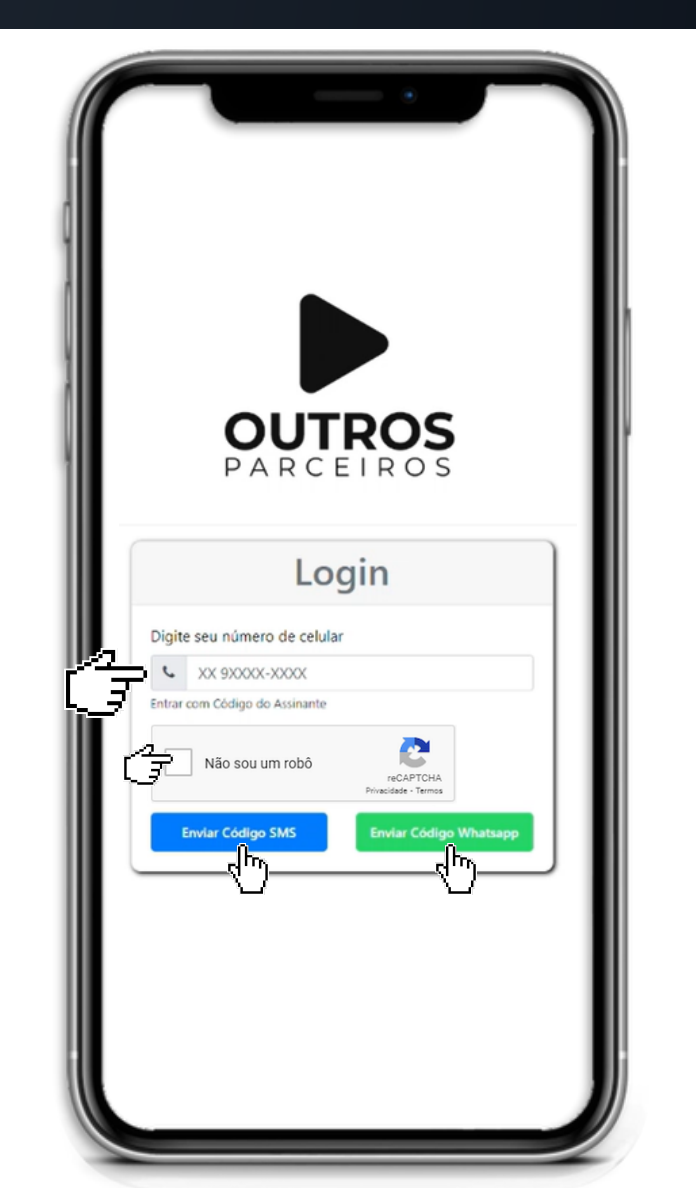 OUTROS
PARCEIROS
Login
Digite seu número de celular
XX 9XXXX-XXXX
Entrar com Código do Assinante
Não sou um robô
reCAPTCHA
Privacidade - Termos
Enviar Código SMS
Enviar Código Whatsapp